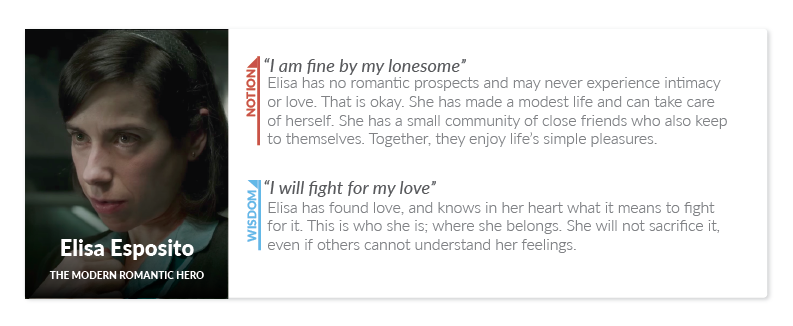 NOTION
“I am fine by my lonesome”
Elisa has no romantic prospects and may never experience intimacy
or love. That is okay. She has made a modest life and can take care
of herself. She has a small community of close friends who also keep
to themselves. Together, they enjoy life’s simple pleasures.
WISDOM
“I will fight for my love”
Elisa has found love, and knows in her heart what it means to fight
for it. This is who she is; where she belongs. She will not sacrifice it,
even if others cannot understand her feelings.
Elisa Esposito
THE MODERN ROMANTIC HERO